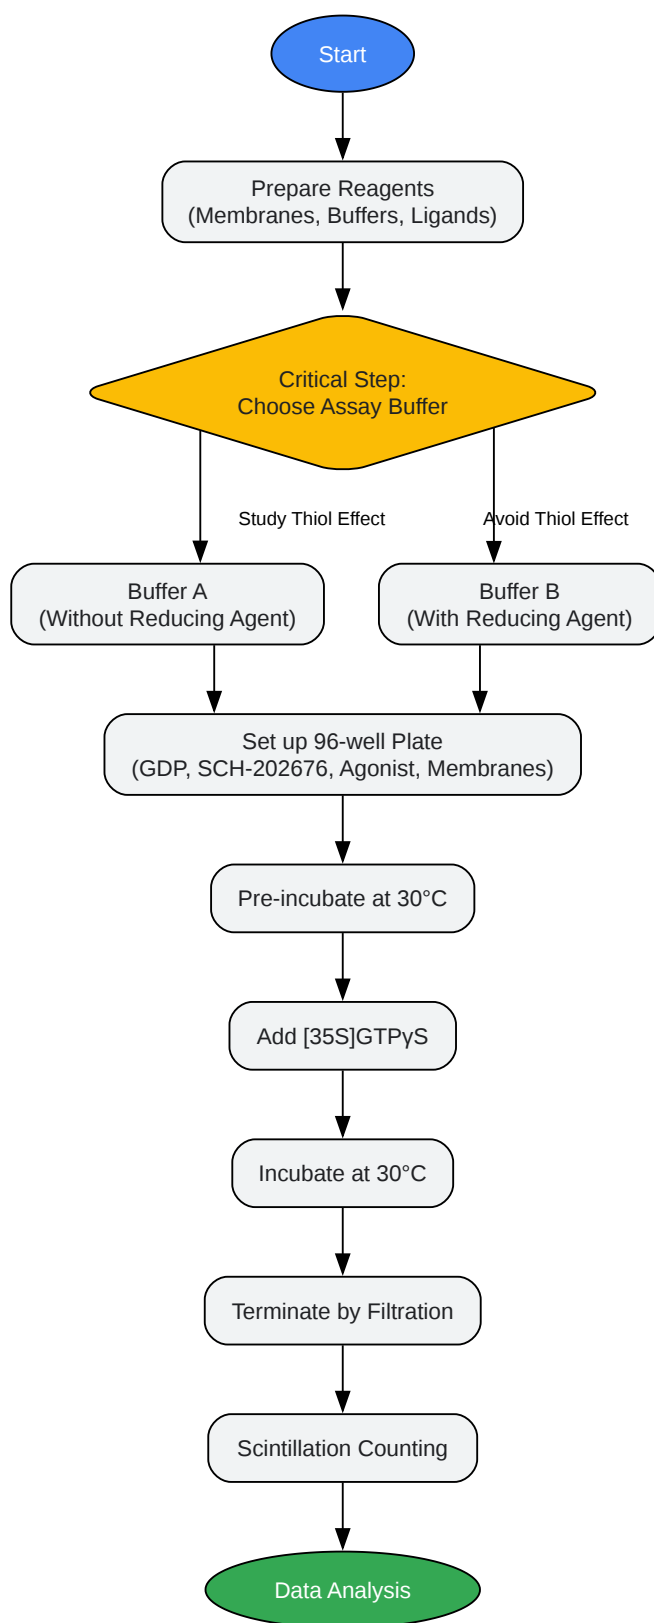 Start
Prepare Reagents
(Membranes, Buffers, Ligands)
Critical Step:
Choose Assay Buffer
Study Thiol Effect
Avoid Thiol Effect
Buffer A
(Without Reducing Agent)
Buffer B
(With Reducing Agent)
Set up 96-well Plate
(GDP, SCH-202676, Agonist, Membranes)
Pre-incubate at 30°C
Add [35S]GTPγS
Incubate at 30°C
Terminate by Filtration
Scintillation Counting
Data Analysis